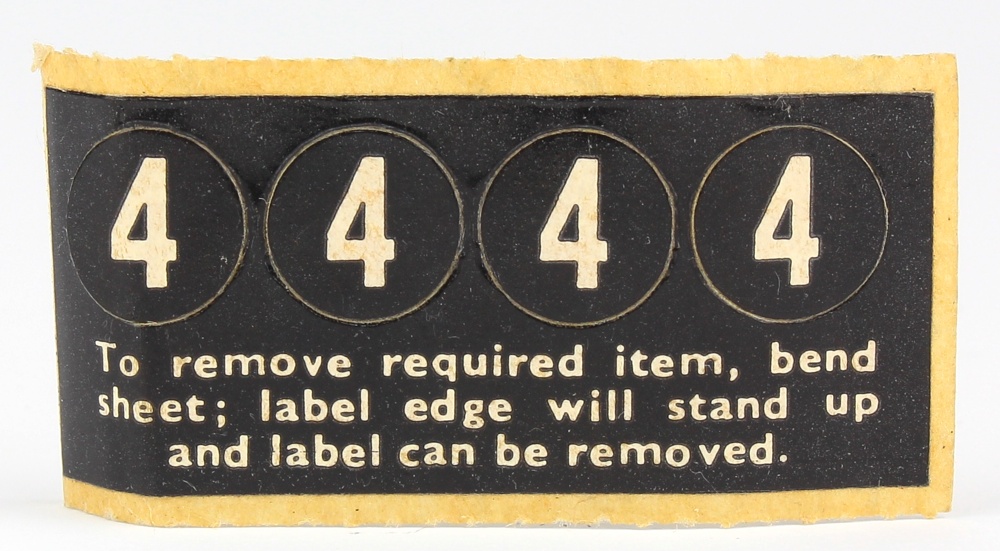 4 4 4 4
To remove required item, bend
sheet; label edge will stand up
and label can be removed.